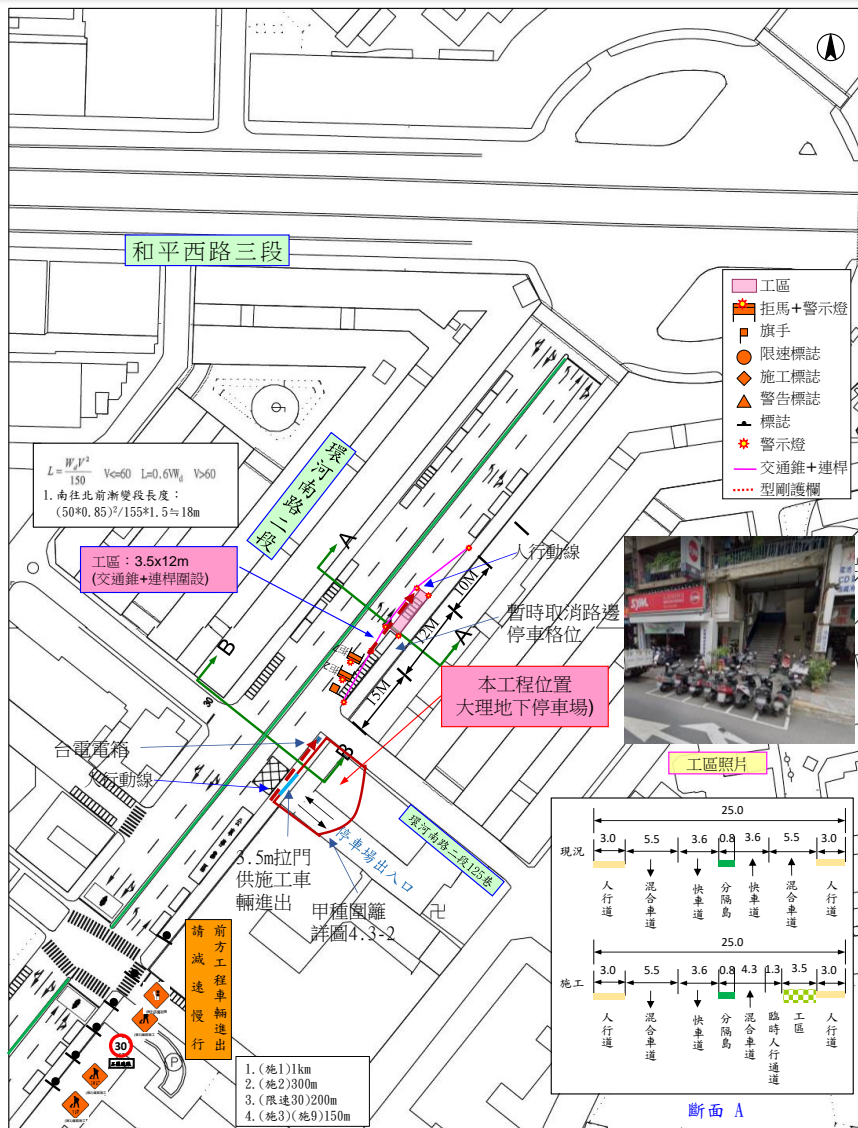 和平西路三段
工區
拒馬+警示燈
旗手
限速標誌
施工標誌
警告標誌
標誌
警示燈
交通錐+連桿
型剛護欄
L=WdV²/150 V<=60 L=0.6VWd V>60
1.南往北前漸變段長度：
(50*0.85)²/155*1.5≒18m
環河南路二段
工區：3.5x12m
(交通錐+連桿圍設)
人行動線
10M
12M
15M
暫時取消路邊
停車格位
A
A
B
B
30
本工程位置
大理地下停車場)
SYM
工區照片
台電電箱
行動線
環河南路二段125巷
停車場出入口
3.5m拉門
供施工車
輛進出
甲種圍籬
詳圖4.3-2
卍
前方工程車輛進出
請減速慢行
30
P
1.(施1)1km
2.(施2)300m
3.(限速30)200m
4.(施3)(施9)150m
25.0
現況
3.0 5.5 3.6 0.8 3.6 5.5 3.0
人行道 混合車道 快車道 分隔島 快車道 混合車道 人行道
25.0
施工
3.0 5.5 3.6 0.8 4.3 1.3 3.5 3.0
人行道 混合車道 快車道 分隔島 混合車道 臨時人行通道 工區 人行道
斷面 A